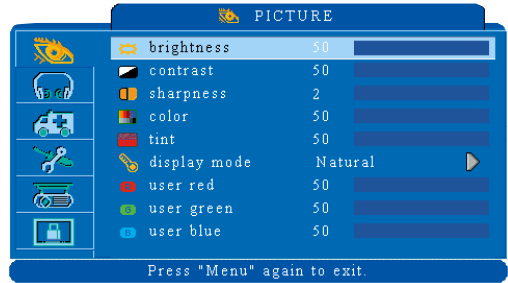 PICTURE
brightness 50
contrast 50
sharpness 2
color 50
tint 50
display mode Natural
user red 50
user green 50
user blue 50
Press "Menu" again to exit.